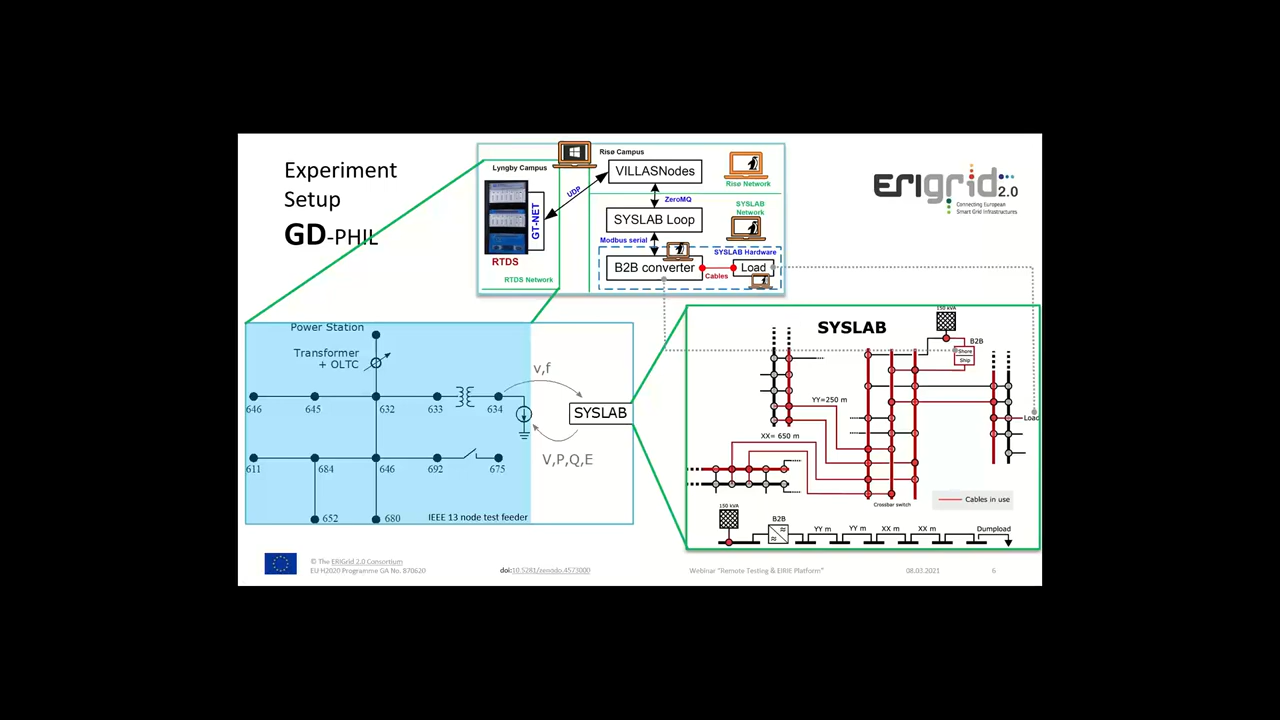 Experiment
Setup
GD-PHIL
Lyngby Campus
Risø Campus
VILLASNodes
Risø Network
UDP
ZeroMQ
GT-NET
SYSLAB Loop
SYSLAB
Network
Modbus serial
SYSLAB Hardware
RTDS
B2B converter
Cables
Load
RTDS Network
ERIgrid 2.0
Connecting European
Smart Grid Infrastructures
Power Station
Transformer
+ OLTC
646
645
632
633
634
v,f
SYSLAB
V,P,Q,E
611
684
646
692
675
652
680
IEEE 13 node test feeder
SYSLAB
150 kVA
B2B
Shore
Ship
YY=250 m
XX= 650 m
Load
Cables in use
Crossbar switch
150 kVA
B2B
YY m
YY m
XX m
XX m
Dumpload
© The ERIGrid 2.0 Consortium
EU H2020 Programme GA No. 870620
doi:10.5281/zenodo.4573000
Webinar "Remote Testing & EIRIE Platform"
08.03.2021
6